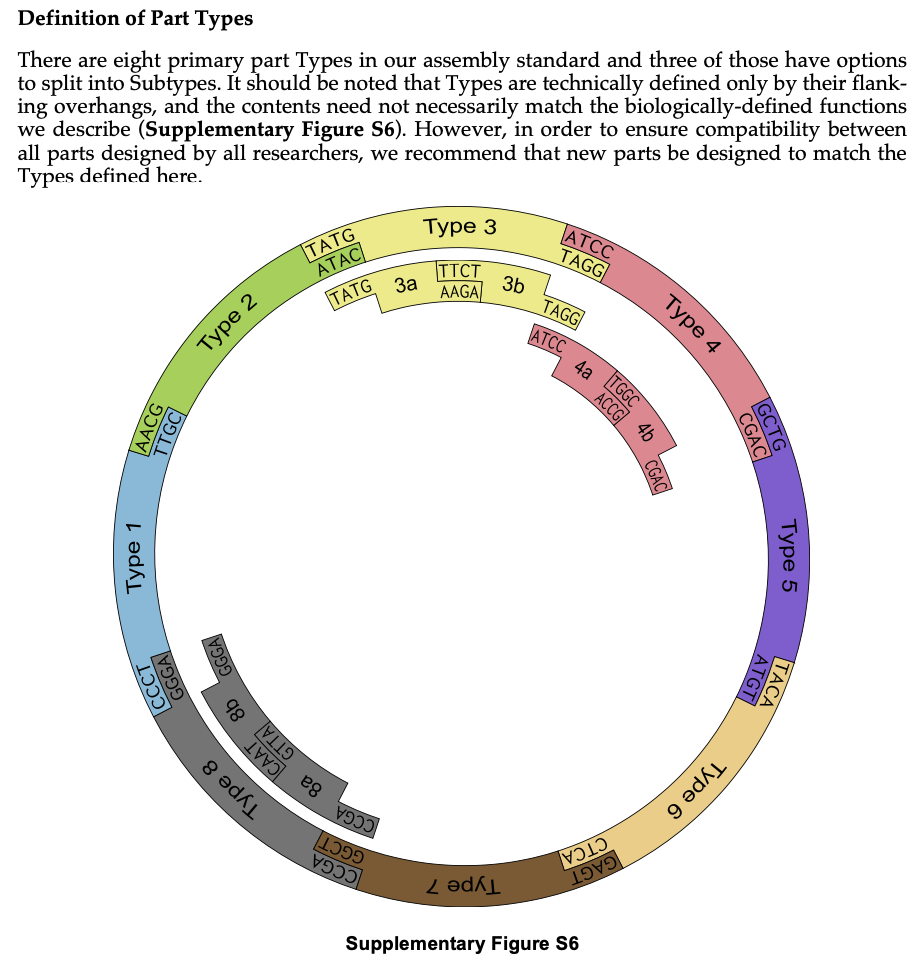 Definition of Part Types
There are eight primary part Types in our assembly standard and three of those have options
to split into Subtypes. It should be noted that Types are technically defined only by their flank-
ing overhangs, and the contents need not necessarily match the biologically-defined functions
we describe (Supplementary Figure S6). However, in order to ensure compatibility between
all parts designed by all researchers, we recommend that new parts be designed to match the
Types defined here.
Type 3
TATG
ATAC
ATCC
TAGG
TATG
3a
TTCT
AAGA
3b
TAGG
Type 2
Type 4
ATCC
4a
TGGC
ACCG
4b
CGAC
AACG
TTGC
GCTG
CGAC
Type 1
Type 5
CCCT
GGGA
GGGA
8b
GTTA
CAAT
8a
CCGA
ATGT
TACA
Type 8
Type 6
GGCT
CCGA
CTCA
GAGT
Type 7
Supplementary Figure S6